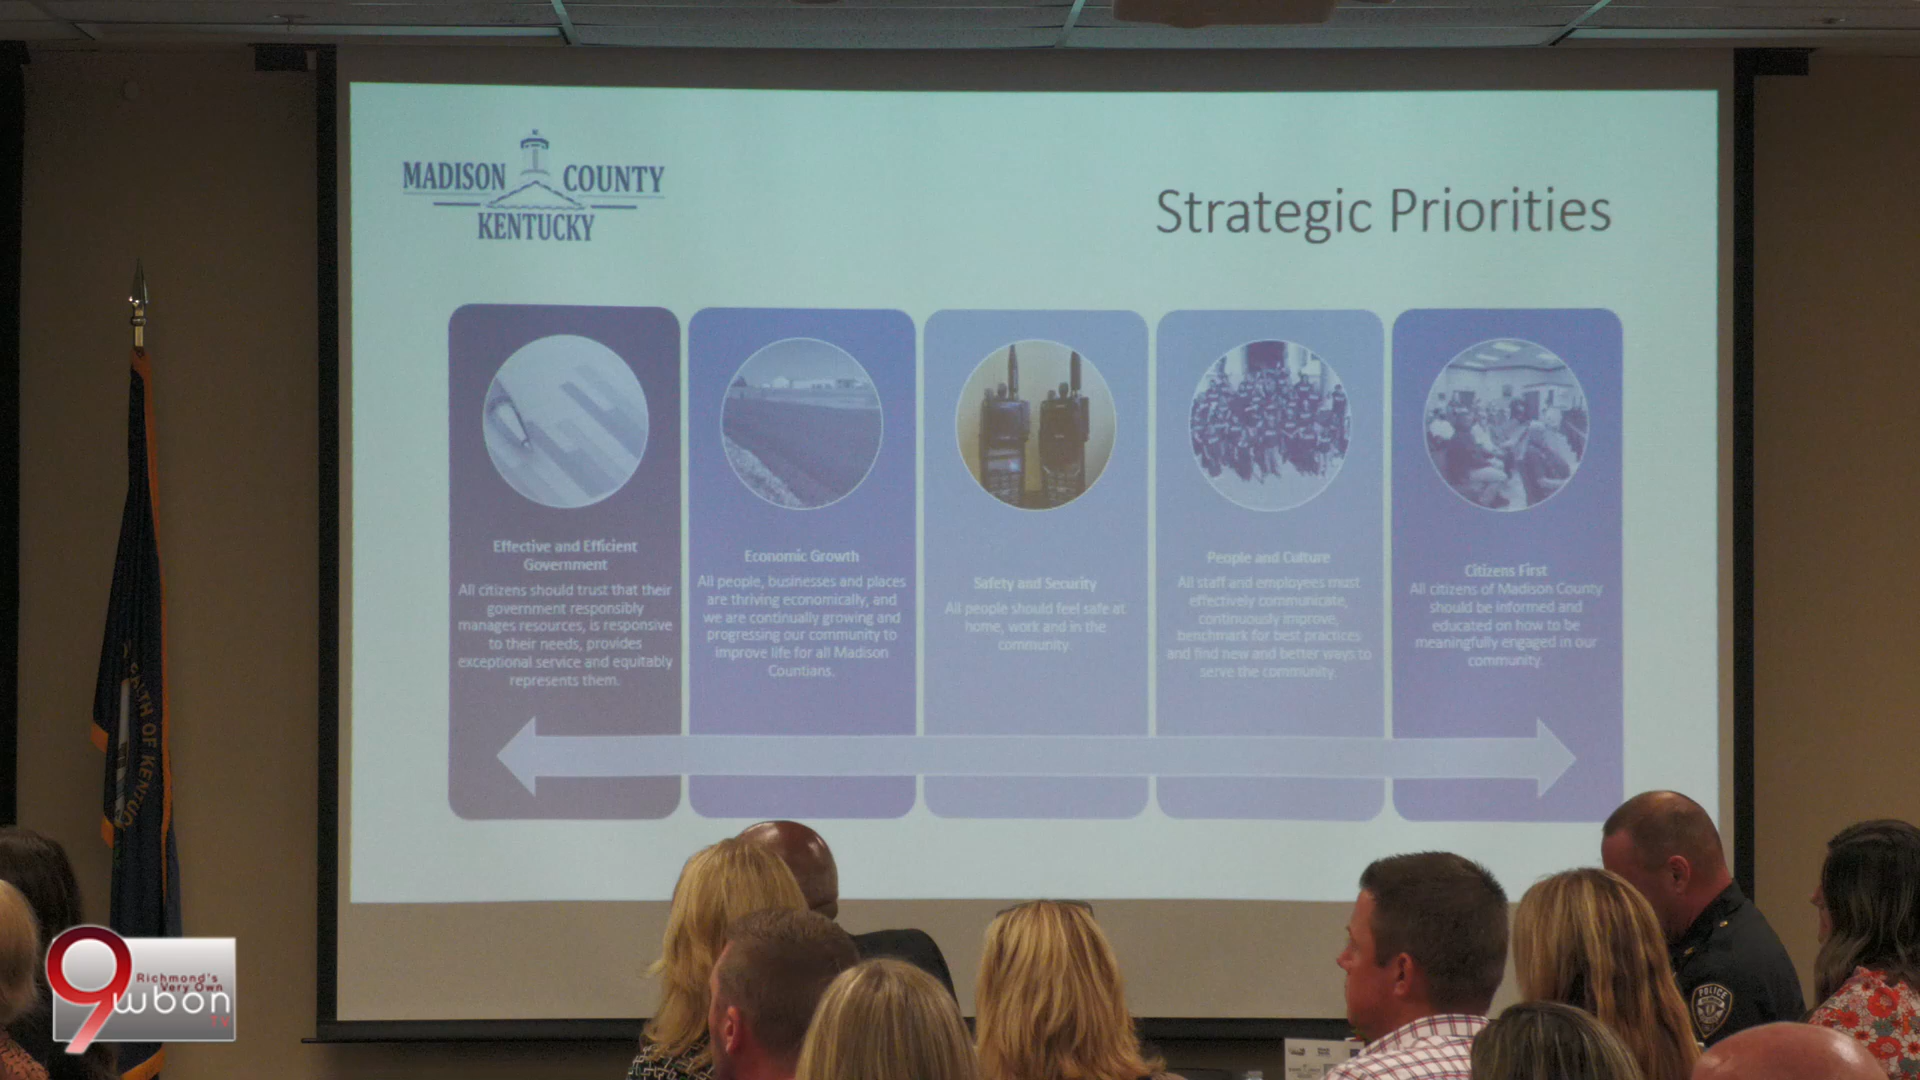 MADISON COUNTY
KENTUCKY
Strategic Priorities
Effective and Efficient
Government
All citizens should trust that their
government responsibly
manages resources, is responsive
to their needs, provides
exceptional service and equitably
represents them.
Economic Growth
All people, businesses and places
are thriving economically, and
we are continually growing and
progressing our community to
improve life for all Madison
Countians.
Safety and Security
All people should feel safe at
home, work and in the
community
People and Culture
All staff and employees must
effectively communicate,
continuously improve,
benchmark for best practices
and find new and better ways to
serve the community.
Citizens First
All citizens of Madison County
should be informed and
educated on how to be
meaningfully engaged in our
community.
OF KENTUC
POLICE
9
Richmond's
Very Own
wbon
TV